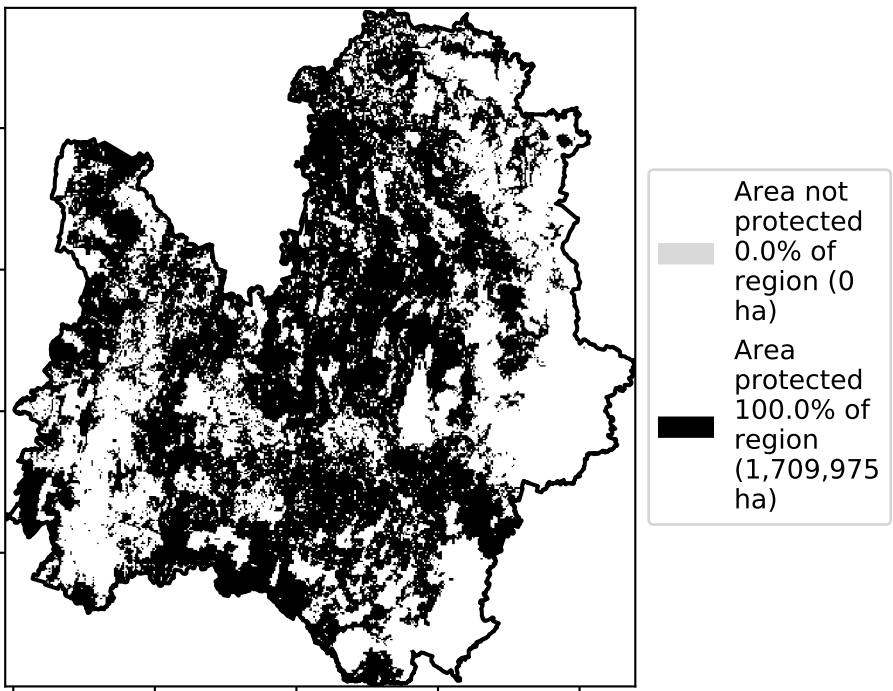 Area not
protected
0.0% of
region (0
ha)
Area
protected
100.0% of
region
(1,709,975
ha)